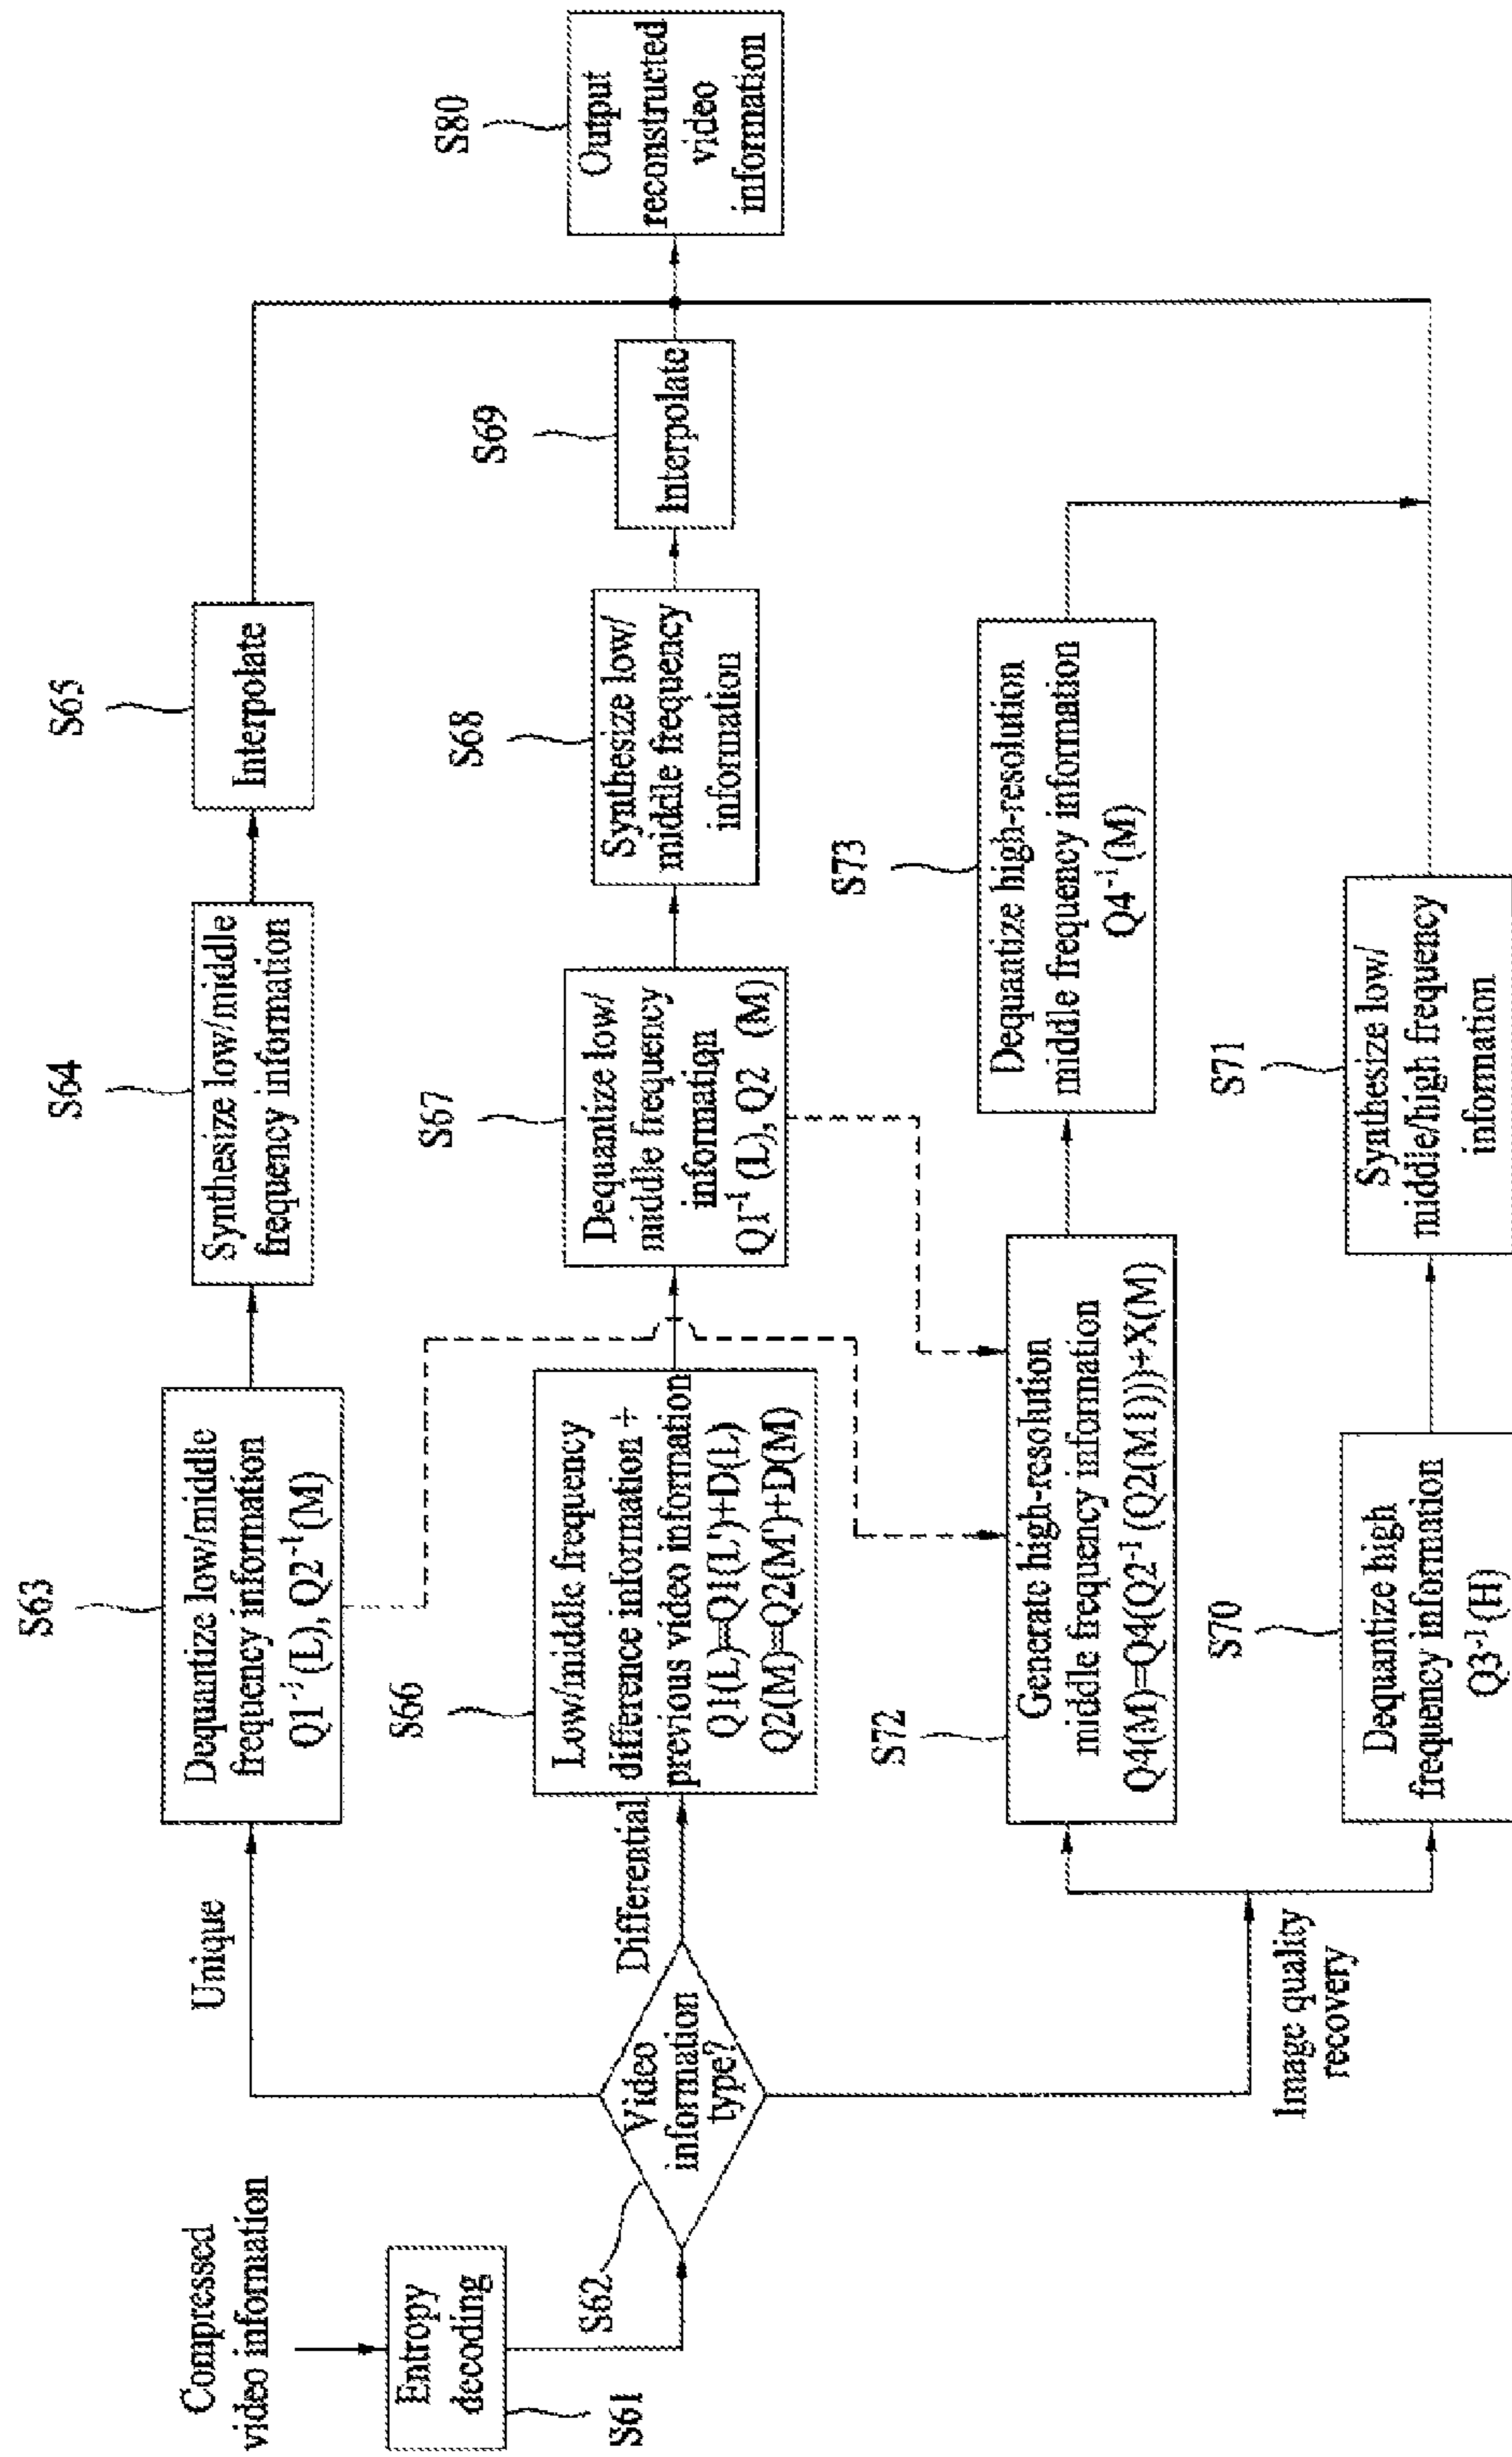 Compressed
video information
Entropy
decoding
S61
S62
Video
information
type?
Unique
Differential
Image quality
recovery
S63
Dequantize low/middle
frequency information
Q1⁻¹(L), Q2⁻¹(M)
S64
Synthesize low/middle
frequency information
S65
Interpolate
S66
Low/middle frequency
difference information +
previous video information
Q1(L)=Q1(L')+D(L)
Q2(M)=Q2(M')+D(M)
S67
Dequantize low/
middle frequency
information
Q1⁻¹(L), Q2 (M)
S68
Synthesize low/
middle frequency
information
S69
Interpolate
S80
Output
reconstructed
video
information
S72
Generate high-resolution
middle frequency information
Q4(M)=Q4(Q2⁻¹(Q2(M1)))+X(M)
S73
Dequantize high-resolution
middle frequency information
Q4⁻¹(M)
S70
Dequantize high
frequency information
Q3⁻¹(H)
S71
Synthesize low/
middle/high frequency
information